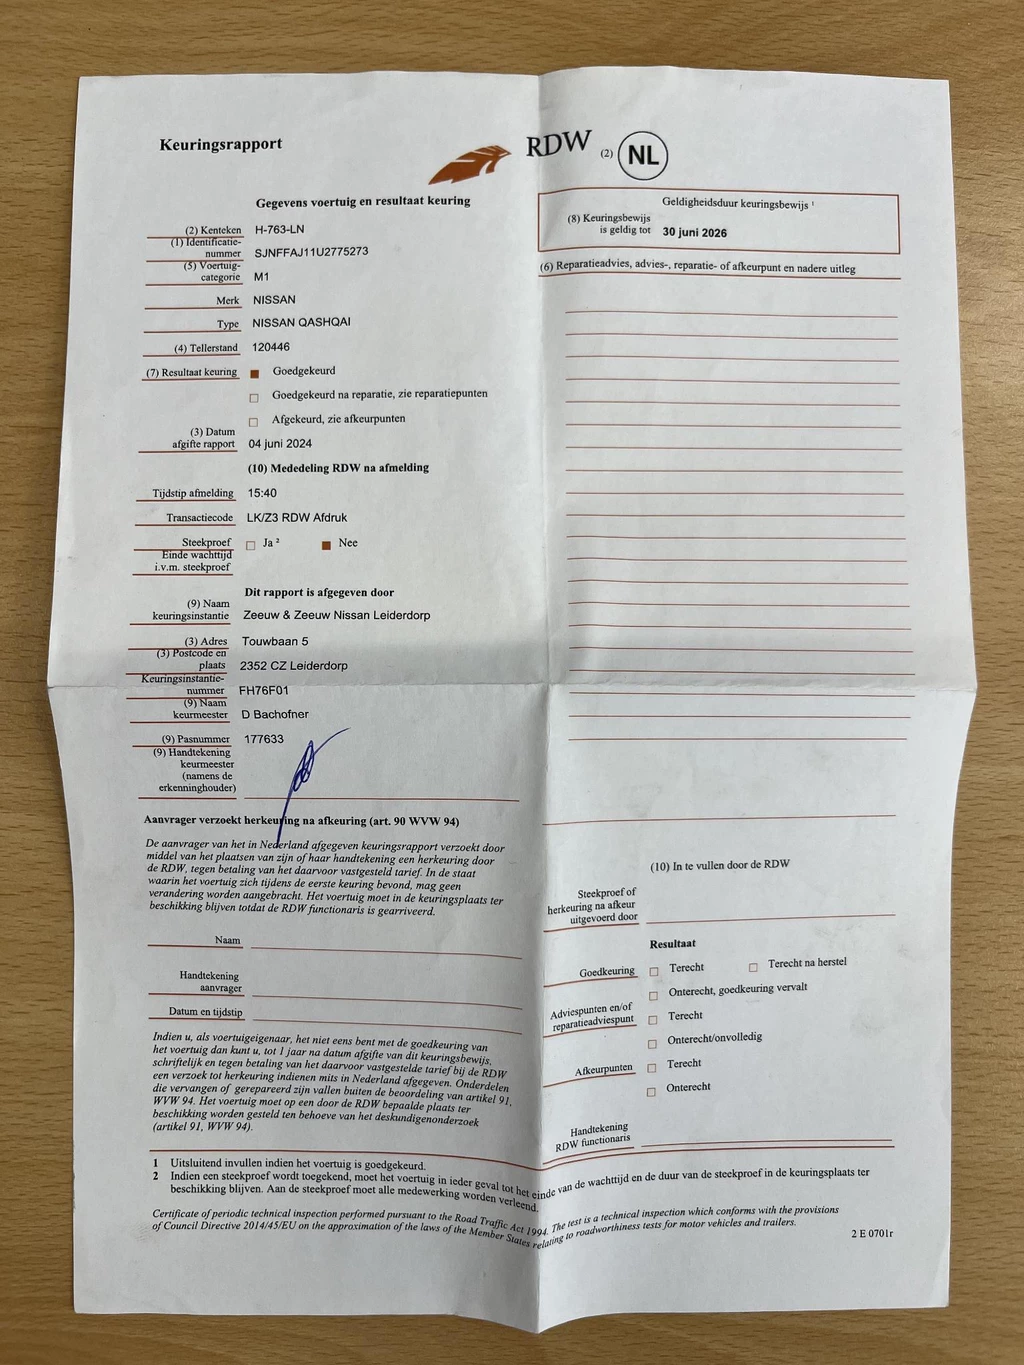 Keuringsrapport
RDW (2) NL
Gegevens voertuig en resultaat keuring
(2) Kenteken H-763-LN
(1) Identificatie-
nummer SJNFFAJ11U2775273
(5) Voertuig-
categorie M1
Merk NISSAN
Type NISSAN QASHQAI
(4) Tellerstand 120446
(7) Resultaat keuring Goedgekeurd
Goedgekeurd na reparatie, zie reparatiepunten
Afgekeurd, zie afkeurpunten
(3) Datum
afgifte rapport 04 juni 2024
(10) Mededeling RDW na afmelding
Tijdstip afmelding 15:40
Transactiecode LK/Z3 RDW Afdruk
Steekproef Ja ² Nee
Einde wachttijd
i.v.m. steekproef
Dit rapport is afgegeven door
(9) Naam
keuringsinstantie Zeeuw & Zeeuw Nissan Leiderdorp
(3) Adres Touwbaan 5
(3) Postcode en
plaats 2352 CZ Leiderdorp
Keuringsinstantie-
nummer FH76F01
(9) Naam
keurmeester D Bachofner
(9) Pasnummer 177633
(9) Handtekening
keurmeester
(namens de
erkenninghouder)
Aanvrager verzoekt herkeuring na afkeuring (art. 90 WVW 94)
De aanvrager van het in Nederland afgegeven keuringsrapport verzoekt door
middel van het plaatsen van zijn of haar handtekening een herkeuring door
de RDW, tegen betaling van het daarvoor vastgesteld tarief. In de staat
waarin het voertuig zich tijdens de eerste keuring bevond, mag geen
verandering worden aangebracht. Het voertuig moet in de keuringsplaats ter
beschikking blijven totdat de RDW functionaris is gearriveerd.
Naam
Handtekening
aanvrager
Datum en tijdstip
Indien u, als voertuigeigenaar, het niet eens bent met de goedkeuring van
het voertuig dan kunt u, tot 1 jaar na datum afgifte van dit keuringsbewijs,
schriftelijk en tegen betaling van het daarvoor vastgestelde tarief bij de RDW
een verzoek tot herkeuring indienen mits in Nederland afgegeven. Onderdelen
die vervangen of gerepareerd zijn vallen buiten de beoordeling van artikel 91,
WVW 94. Het voertuig moet op een door de RDW bepaalde plaats ter
beschikking worden gesteld ten behoeve van het deskundigenonderzoek
(artikel 91, WVW 94).
Geldigheidsduur keuringsbewijs ¹
(8) Keuringsbewijs
is geldig tot 30 juni 2026
(6) Reparatieadvies, advies-, reparatie- of afkeurpunt en nadere uitleg
(10) In te vullen door de RDW
Steekproef of
herkeuring na afkeur
uitgevoerd door
Resultaat
Goedkeuring Terecht Terecht na herstel
Onterecht, goedkeuring vervalt
Adviespunten en/of
reparatieadviespunt Terecht
Onterecht/onvolledig
Afkeurpunten Terecht
Onterecht
Handtekening
RDW functionaris
1 Uitsluitend invullen indien het voertuig is goedgekeurd.
2 Indien een steekproef wordt toegekend, moet het voertuig in ieder geval tot het einde van de wachttijd en de duur van de steekproef in de keuringsplaats ter
beschikking blijven. Aan de steekproef moet alle medewerking worden verleend.
Certificate of periodic technical inspection performed pursuant to the Road Traffic Act 1994. The test is a technical inspection which conforms with the provisions
of Council Directive 2014/45/EU on the approximation of the laws of the Member States relating to roadworthiness tests for motor vehicles and trailers.
2 E 0701r